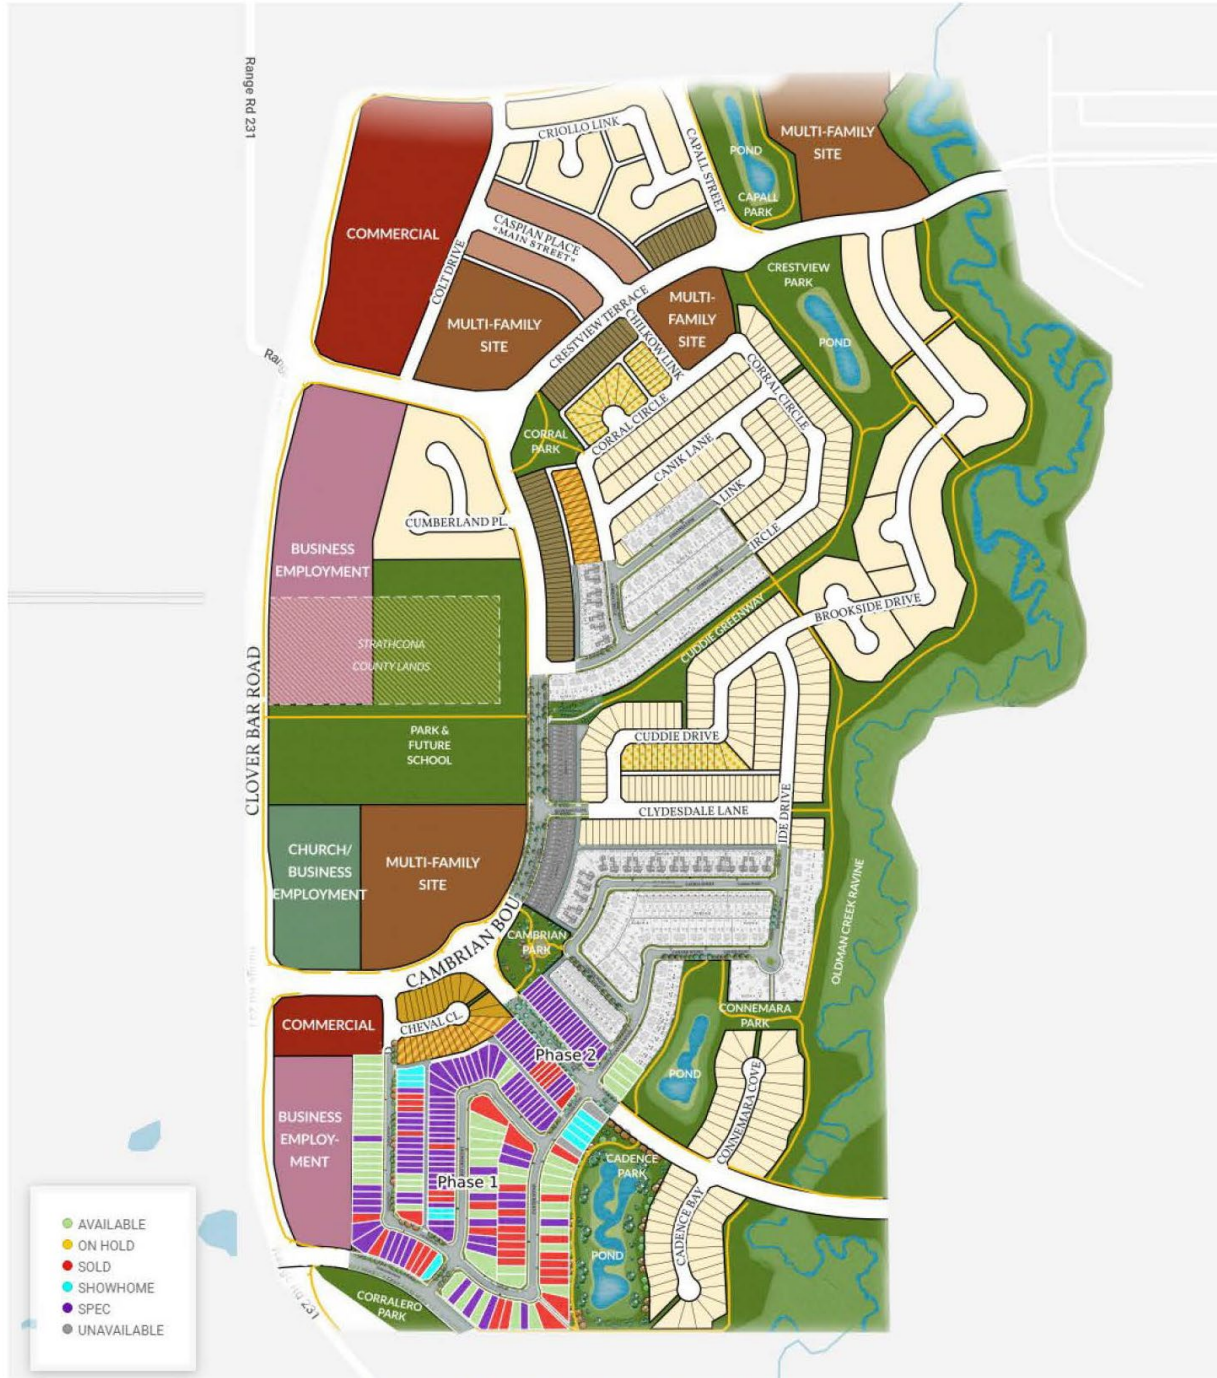 Range Rd 231
CRIOLLO LINK
CAPALL STREET
MULTI-FAMILY
SITE
POND
CAPALL
PARK
COMMERCIAL
COLT DRIVE
CASPIAN PLACE
"MAIN STREET"
CRESTVIEW
PARK
MULTI-
FAMILY
SITE
MULTI-FAMILY
SITE
CRESTVIEW TERRACE
CHILKOW LINK
POND
CORRAL CIRCLE
CORRAL CIRCLE
CORRAL
PARK
CANIK LANE
LINK
CUMBERLAND PL.
IRCLE
BUSINESS
EMPLOYMENT
BROOKSIDE DRIVE
CUDDIE GREENWAY
STRATHCONA
COUNTY LANDS
CLOVER BAR ROAD
PARK &
FUTURE
SCHOOL
CUDDIE DRIVE
CLYDESDALE LANE
IDE DRIVE
CHURCH/
BUSINESS
EMPLOYMENT
MULTI-FAMILY
SITE
OLDMAN CREEK RAVINE
CAMBRIAN BOU
CAMBRIAN
PARK
CHEVAL CL.
COMMERCIAL
CONNEMARA
PARK
Phase 2
POND
CONNEMARA COVE
BUSINESS
EMPLOY-
MENT
CADENCE
PARK
Phase 1
CADENCE BAY
POND
CORRALERO
PARK
231
AVAILABLE
ON HOLD
SOLD
SHOWHOME
SPEC
UNAVAILABLE